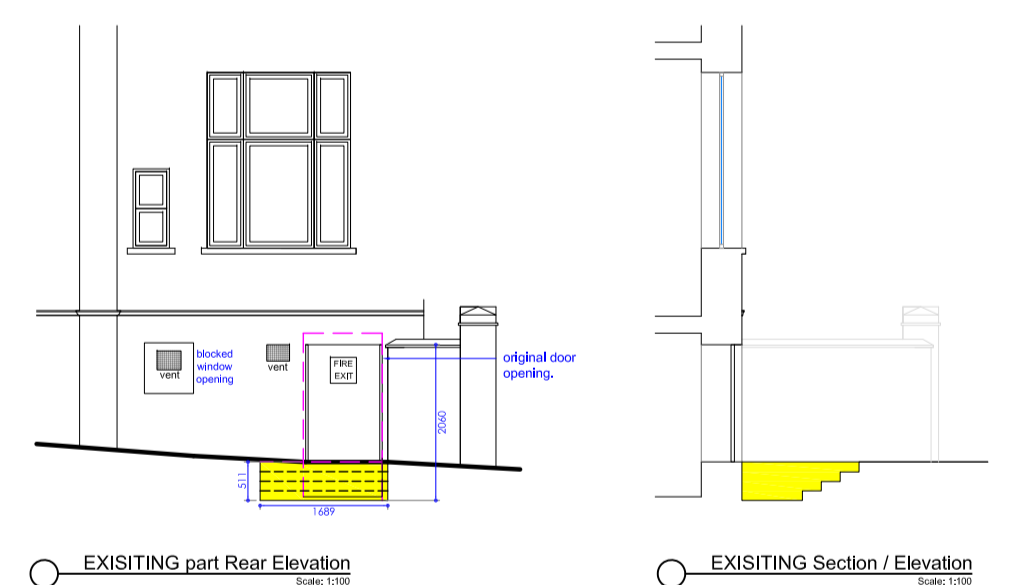 blocked
window
opening
vent
vent
FIRE
EXIT
original door
opening.
2060
511
1689
EXISITING part Rear Elevation
Scale: 1:100
EXISITING Section / Elevation
Scale: 1:100